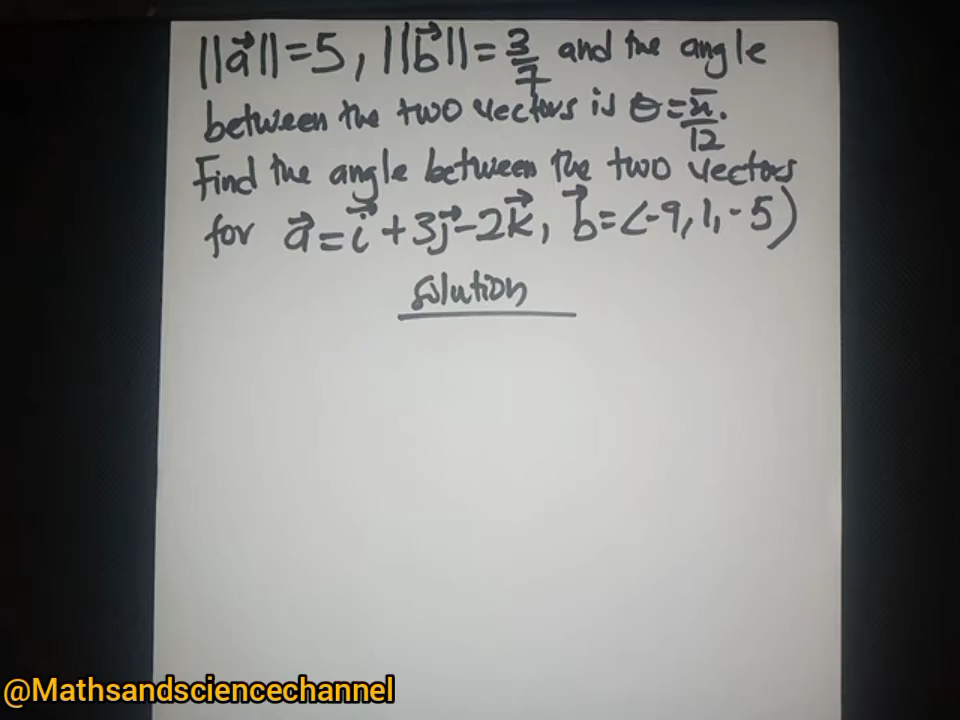 ||a⃗|| = 5, ||b⃗|| = 3/7 and the angle
between the two vectors is θ = π/12.
Find the angle between the two vectors
for a⃗ = i⃗ + 3j⃗ - 2k⃗, b⃗ = <-9, 1, -5)
Solution
@Mathsandsciencechannel